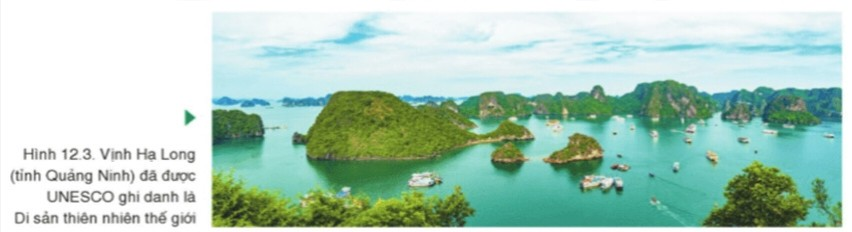 Hình 12.3. Vịnh Hạ Long
(tỉnh Quảng Ninh) đã được
UNESCO ghi danh là
Di sản thiên nhiên thế giới